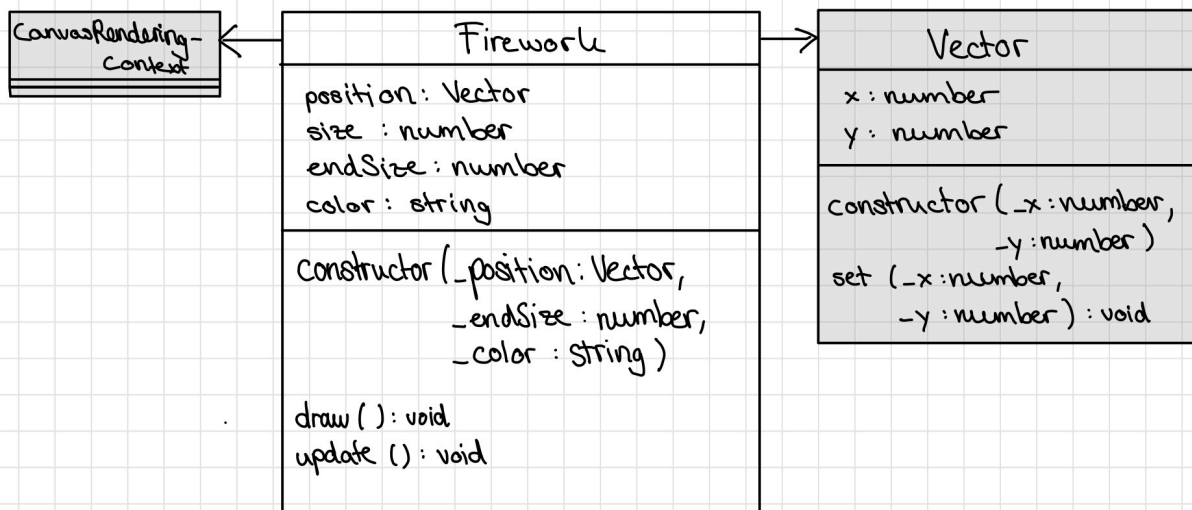 CanvasRendering-
Context
Firework
position: Vector
size : number
endSize: number
color: string
constructor (_position: Vector,
_endSize : number,
_color : string)
draw ( ): void
update (): void
Vector
x : number
y : number
constructor (_x : number,
_y : number)
set (_x : number,
_y : number) : void